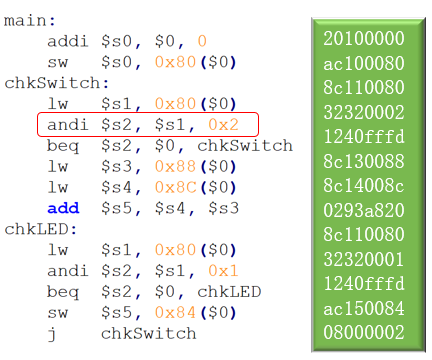 main:
addi $s0, $0, 0
sw $s0, 0x80($0)
chkSwitch:
lw $s1, 0x80($0)
andi $s2, $s1, 0x2
beq $s2, $0, chkSwitch
lw $s3, 0x88($0)
lw $s4, 0x8C($0)
add $s5, $s4, $s3
chkLED:
lw $s1, 0x80($0)
andi $s2, $s1, 0x1
beq $s2, $0, chkLED
sw $s5, 0x84($0)
j chkSwitch
20100000
ac100080
8c110080
32320002
1240fffd
8c130088
8c14008c
0293a820
8c110080
32320001
1240fffd
ac150084
08000002